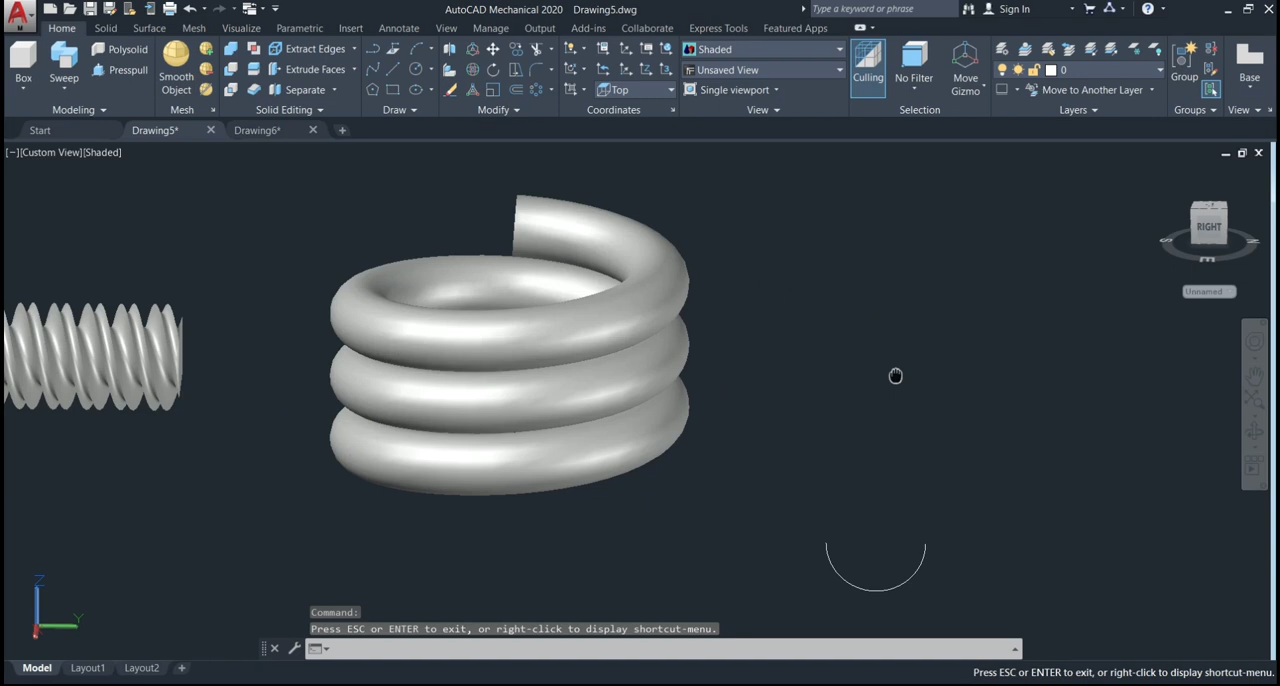 AutoCAD Mechanical 2020 Drawing5.dwg
Type a keyword or phrase
Sign In
Home Solid Surface Mesh Visualize Parametric Insert Annotate View Manage Output Add-ins Collaborate Express Tools Featured Apps
Box
Sweep
Polysolid
Presspull
Modeling
Smooth
Object
Mesh
Extract Edges
Extrude Faces
Separate
Solid Editing
Draw
Modify
Top
Coordinates
Shaded
Unsaved View
Single viewport
View
Culling
No Filter
Move
Gizmo
Selection
0
Move to Another Layer
Layers
Group
Groups
Base
View
Start
Drawing5*
Drawing6*
[−][Custom View][Shaded]
RIGHT
S
N
E
Unnamed
Z
Y
Command:
Press ESC or ENTER to exit, or right-click to display shortcut-menu.
Model Layout1 Layout2
Press ESC or ENTER to exit, or right-click to display shortcut-menu.